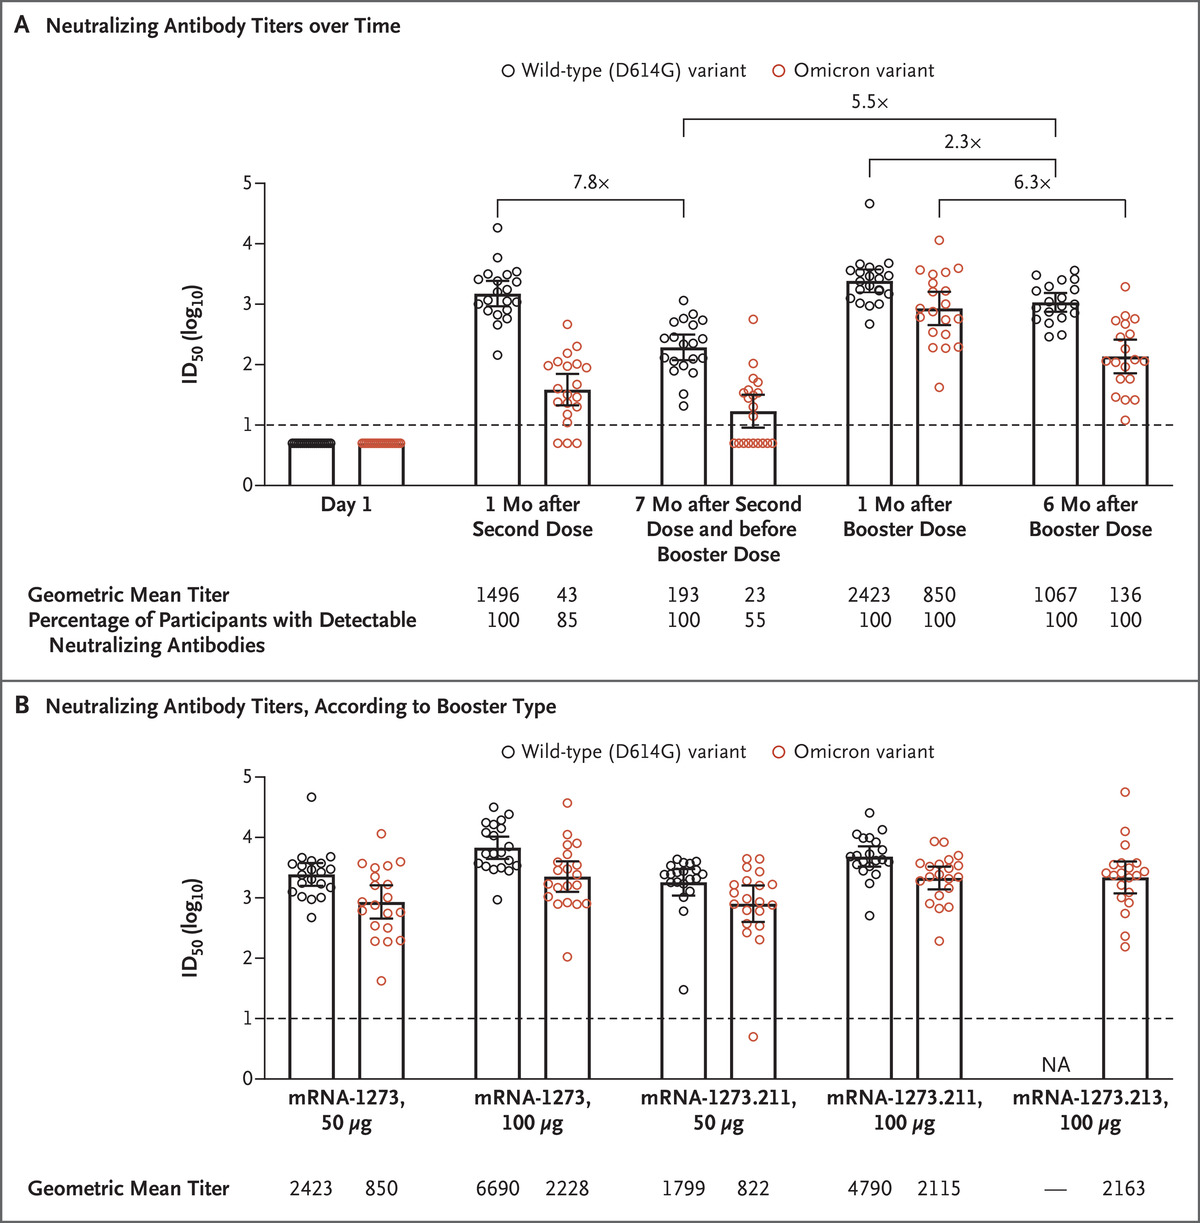 A Neutralizing Antibody Titers over Time
Wild-type (D614G) variant Omicron variant
5.5×
2.3×
7.8× 6.3×
ID50 (log10)
5
4
3
2
1
0
Day 1
1 Mo after
Second Dose
7 Mo after Second
Dose and before
Booster Dose
1 Mo after
Booster Dose
6 Mo after
Booster Dose
Geometric Mean Titer 1496 43 193 23 2423 850 1067 136
Percentage of Participants with Detectable 100 85 100 55 100 100 100 100
Neutralizing Antibodies
B Neutralizing Antibody Titers, According to Booster Type
Wild-type (D614G) variant Omicron variant
ID50 (log10)
5
4
3
2
1
0
NA
mRNA-1273,
50 µg
mRNA-1273,
100 µg
mRNA-1273.211,
50 µg
mRNA-1273.211,
100 µg
mRNA-1273.213,
100 µg
Geometric Mean Titer 2423 850 6690 2228 1799 822 4790 2115 — 2163